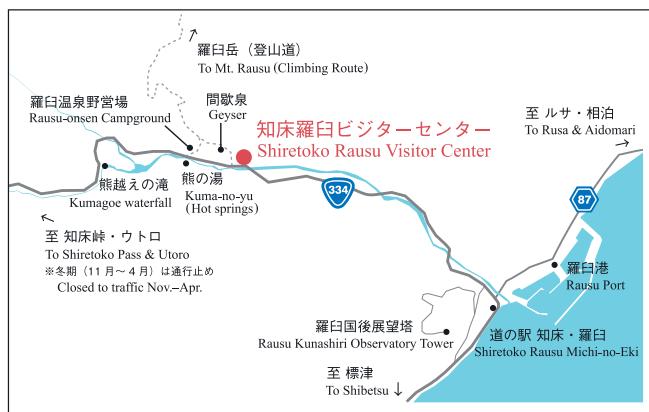 羅臼岳（登山道）
To Mt. Rausu (Climbing Route)
羅臼温泉野営場
Rausu-onsen Campground
間歇泉
Geyser
知床羅臼ビジターセンター
Shiretoko Rausu Visitor Center
至 ルサ・相泊
To Rusa & Aidomari
熊越えの滝
Kumagoe waterfall
熊の湯
Kuma-no-yu
(Hot springs)
334
87
至 知床峠・ウトロ
To Shiretoko Pass & Utoro
※冬期（11 月～ 4 月）は通行止め
Closed to traffic Nov.–Apr.
羅臼港
Rausu Port
羅臼国後展望塔
Rausu Kunashiri Observatory Tower
道の駅 知床・羅臼
Shiretoko Rausu Michi-no-Eki
至 標津
To Shibetsu